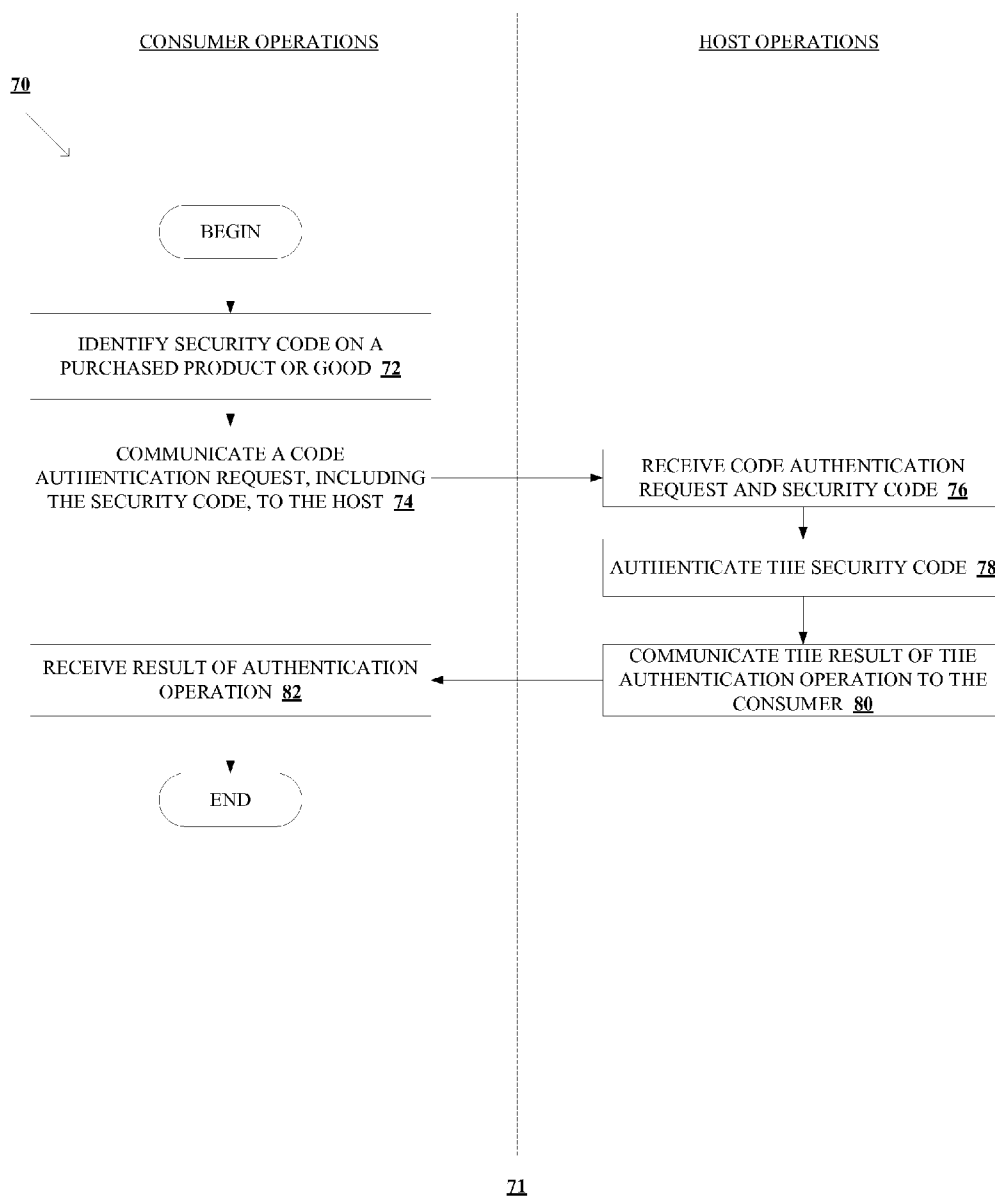 CONSUMER OPERATIONS
HOST OPERATIONS
70
BEGIN
IDENTIFY SECURITY CODE ON A
PURCHASED PRODUCT OR GOOD 72
COMMUNICATE A CODE
AUTHENTICATION REQUEST, INCLUDING
THE SECURITY CODE, TO THE HOST 74
RECEIVE CODE AUTHENTICATION
REQUEST AND SECURITY CODE 76
AUTHENTICATE THE SECURITY CODE 78
COMMUNICATE THE RESULT OF THE
AUTHENTICATION OPERATION TO THE
CONSUMER 80
RECEIVE RESULT OF AUTHENTICATION
OPERATION 82
END
71